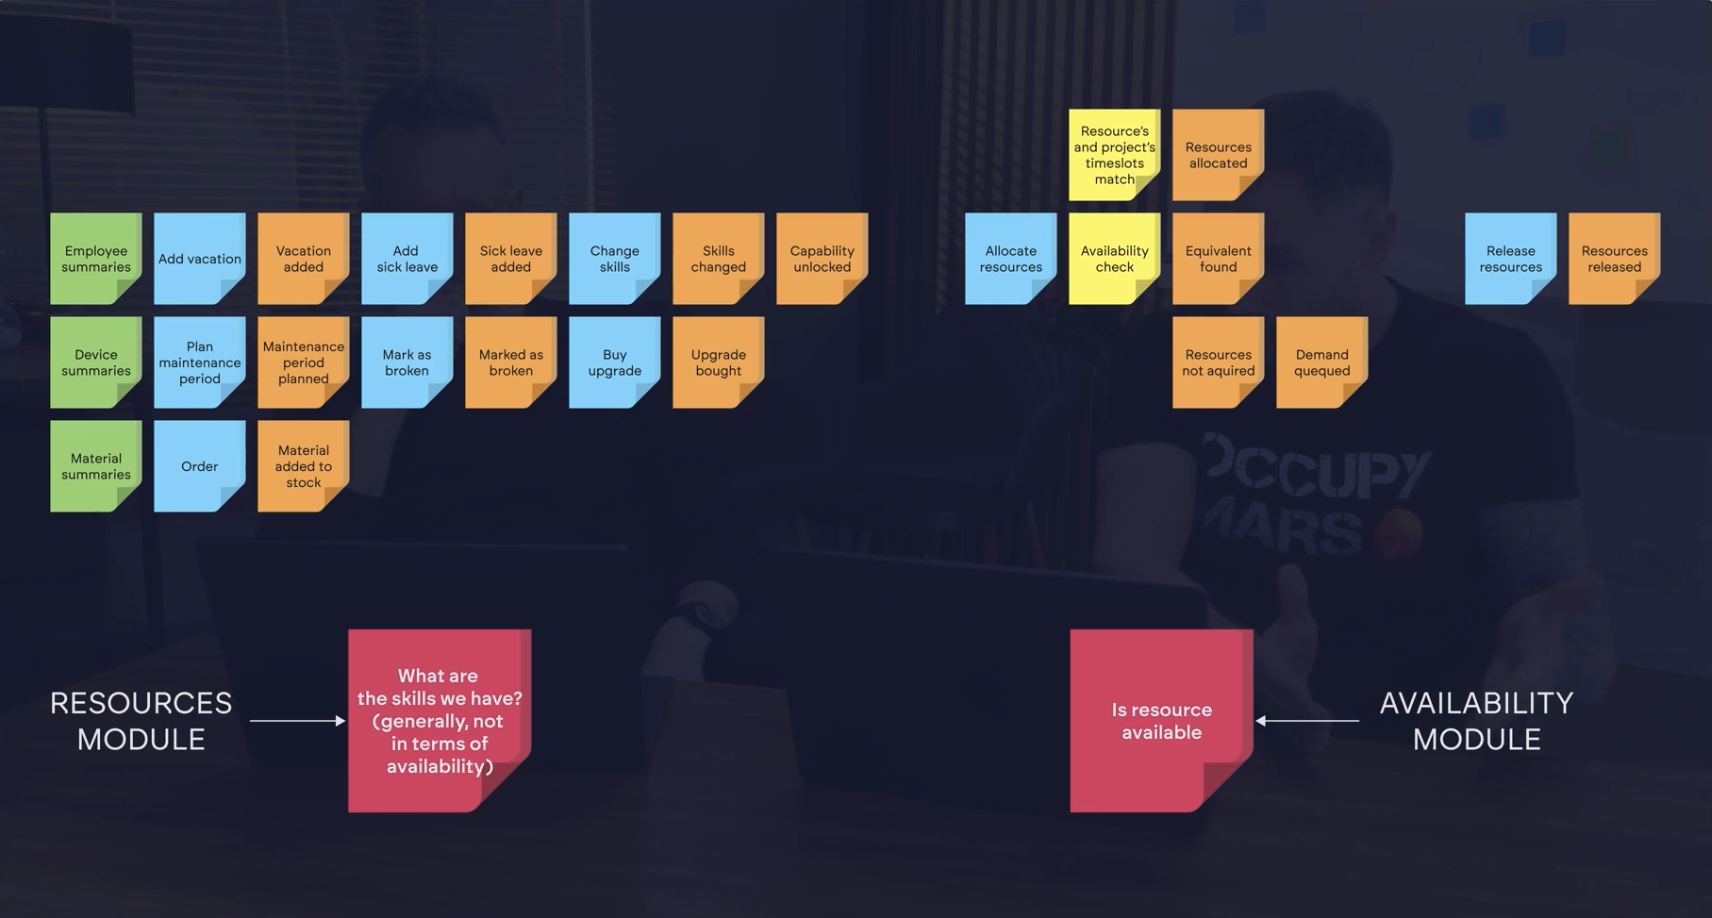 Resource's
and project's
timeslots
match
Resources
allocated
Employee
summaries
Add vacation
Vacation
added
Add
sick leave
Sick leave
added
Change
skills
Skills
changed
Capability
unlocked
Allocate
resources
Availability
check
Equivalent
found
Release
resources
Resources
released
Device
summaries
Plan
maintenance
period
Maintenance
period
planned
Mark as
broken
Marked as
broken
Buy
upgrade
Upgrade
bought
Resources
not aquired
Demand
quequed
Material
summaries
Order
Material
added to
stock
OCCUPY
MARS
RESOURCES
MODULE
What are
the skills we have?
(generally, not
in terms of
availability)
Is resource
available
AVAILABILITY
MODULE